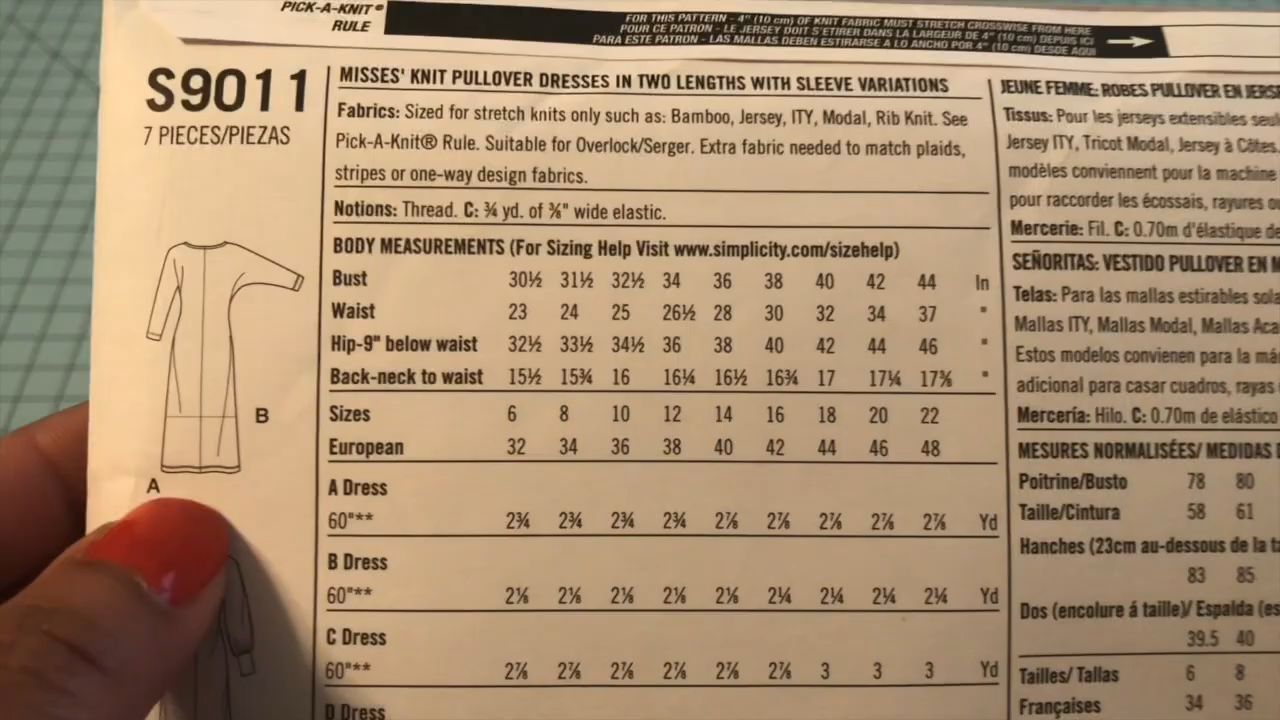 PICK-A-KNIT®
RULE
FOR THIS PATTERN - 4" (10 cm) OF KNIT FABRIC MUST STRETCH CROSSWISE FROM HERE
POUR CE PATRON - LE JERSEY DOIT S'ETIRER DANS LA LARGEUR DE 4" (10 cm) DEPUIS ICI
PARA ESTE PATRON - LAS MALLAS DEBEN ESTIRARSE A LO ANCHO POR 4" (10 cm) DESDE AQUI
S9011
7 PIECES/PIEZAS
B
A
MISSES' KNIT PULLOVER DRESSES IN TWO LENGTHS WITH SLEEVE VARIATIONS
Fabrics: Sized for stretch knits only such as: Bamboo, Jersey, ITY, Modal, Rib Knit. See
Pick-A-Knit® Rule. Suitable for Overlock/Serger. Extra fabric needed to match plaids,
stripes or one-way design fabrics.
Notions: Thread. C: ¾ yd. of ⅜" wide elastic.
BODY MEASUREMENTS (For Sizing Help Visit www.simplicity.com/sizehelp)
Bust 30½ 31½ 32½ 34 36 38 40 42 44 In
Waist 23 24 25 26½ 28 30 32 34 37 "
Hip-9" below waist 32½ 33½ 34½ 36 38 40 42 44 46 "
Back-neck to waist 15½ 15¾ 16 16¼ 16½ 16¾ 17 17¼ 17⅜ "
Sizes 6 8 10 12 14 16 18 20 22
European 32 34 36 38 40 42 44 46 48
A Dress
60"** 2¾ 2¾ 2¾ 2¾ 2⅞ 2⅞ 2⅞ 2⅞ 2⅞ Yd
B Dress
60"** 2⅛ 2⅛ 2⅛ 2⅛ 2⅛ 2¼ 2¼ 2¼ 2¼ Yd
C Dress
60"** 2⅞ 2⅞ 2⅞ 2⅞ 2⅞ 2⅞ 3 3 3 Yd
D Dress
JEUNE FEMME: ROBES PULLOVER EN
Tissus: Pour les jerseys extensibles
Jersey ITY, Tricot Modal, Jersey à Côtes.
modèles conviennent pour la machine
pour raccorder les écossais, rayures
Mercerie: Fil. C: 0.70m d'élastique de
SEÑORITAS: VESTIDO PULLOVER EN
Telas: Para las mallas estirables
Mallas ITY, Mallas Modal, Mallas
Estos modelos convienen para la
adicional para casar cuadros, rayas
Mercería: Hilo. C: 0.70m de elástico
MESURES NORMALISÉES/ MEDIDAS
Poitrine/Busto 78 80
Taille/Cintura 58 61
Hanches (23cm au-dessous de la
83 85
Dos (encolure á taille)/ Espalda
39.5 40
Tailles/ Tallas 6 8
Françaises 34 36